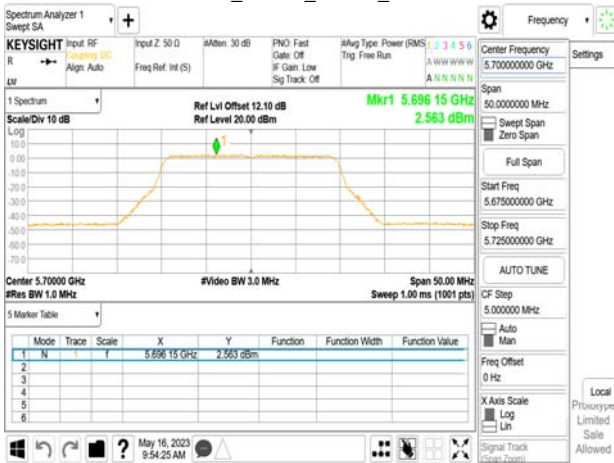 Spectrum Analyzer 1
Swept SA
+
Frequency
KEYSIGHT
R
LV
Input: RF
Coupling: DC
Align: Auto
Input Z: 50 Ω
Freq Ref: Int (S)
#Atten: 30 dB
PNO: Fast
Gate: Off
IF Gain: Low
Sig Track: Off
#Avg Type: Power (RMS
Trig: Free Run
1 2 3 4 5 6
A W W W W W
A N N N N N
1 Spectrum
Scale/Div 10 dB
Ref Lvl Offset 12.10 dB
Ref Level 20.00 dBm
Mkr1 5.696 15 GHz
2.563 dBm
Log
10.0
0.00
-10.0
-20.0
-30.0
-40.0
-50.0
-60.0
-70.0
1
Center 5.70000 GHz
#Res BW 1.0 MHz
#Video BW 3.0 MHz
Span 50.00 MHz
Sweep 1.00 ms (1001 pts)
5 Marker Table
Mode Trace Scale X Y Function Function Width Function Value
1 N 1 f 5.696 15 GHz 2.563 dBm
2
3
4
5
6
Center Frequency
5.700000000 GHz
Span
50.0000000 MHz
Swept Span
Zero Span
Full Span
Start Freq
5.675000000 GHz
Stop Freq
5.725000000 GHz
AUTO TUNE
CF Step
5.000000 MHz
Auto
Man
Freq Offset
0 Hz
X Axis Scale
Log
Lin
Signal Track
(Span Zoom)
Settings
Local
Prototype
Limited
Sale
Allowed
?
May 16, 2023
9:54:25 AM